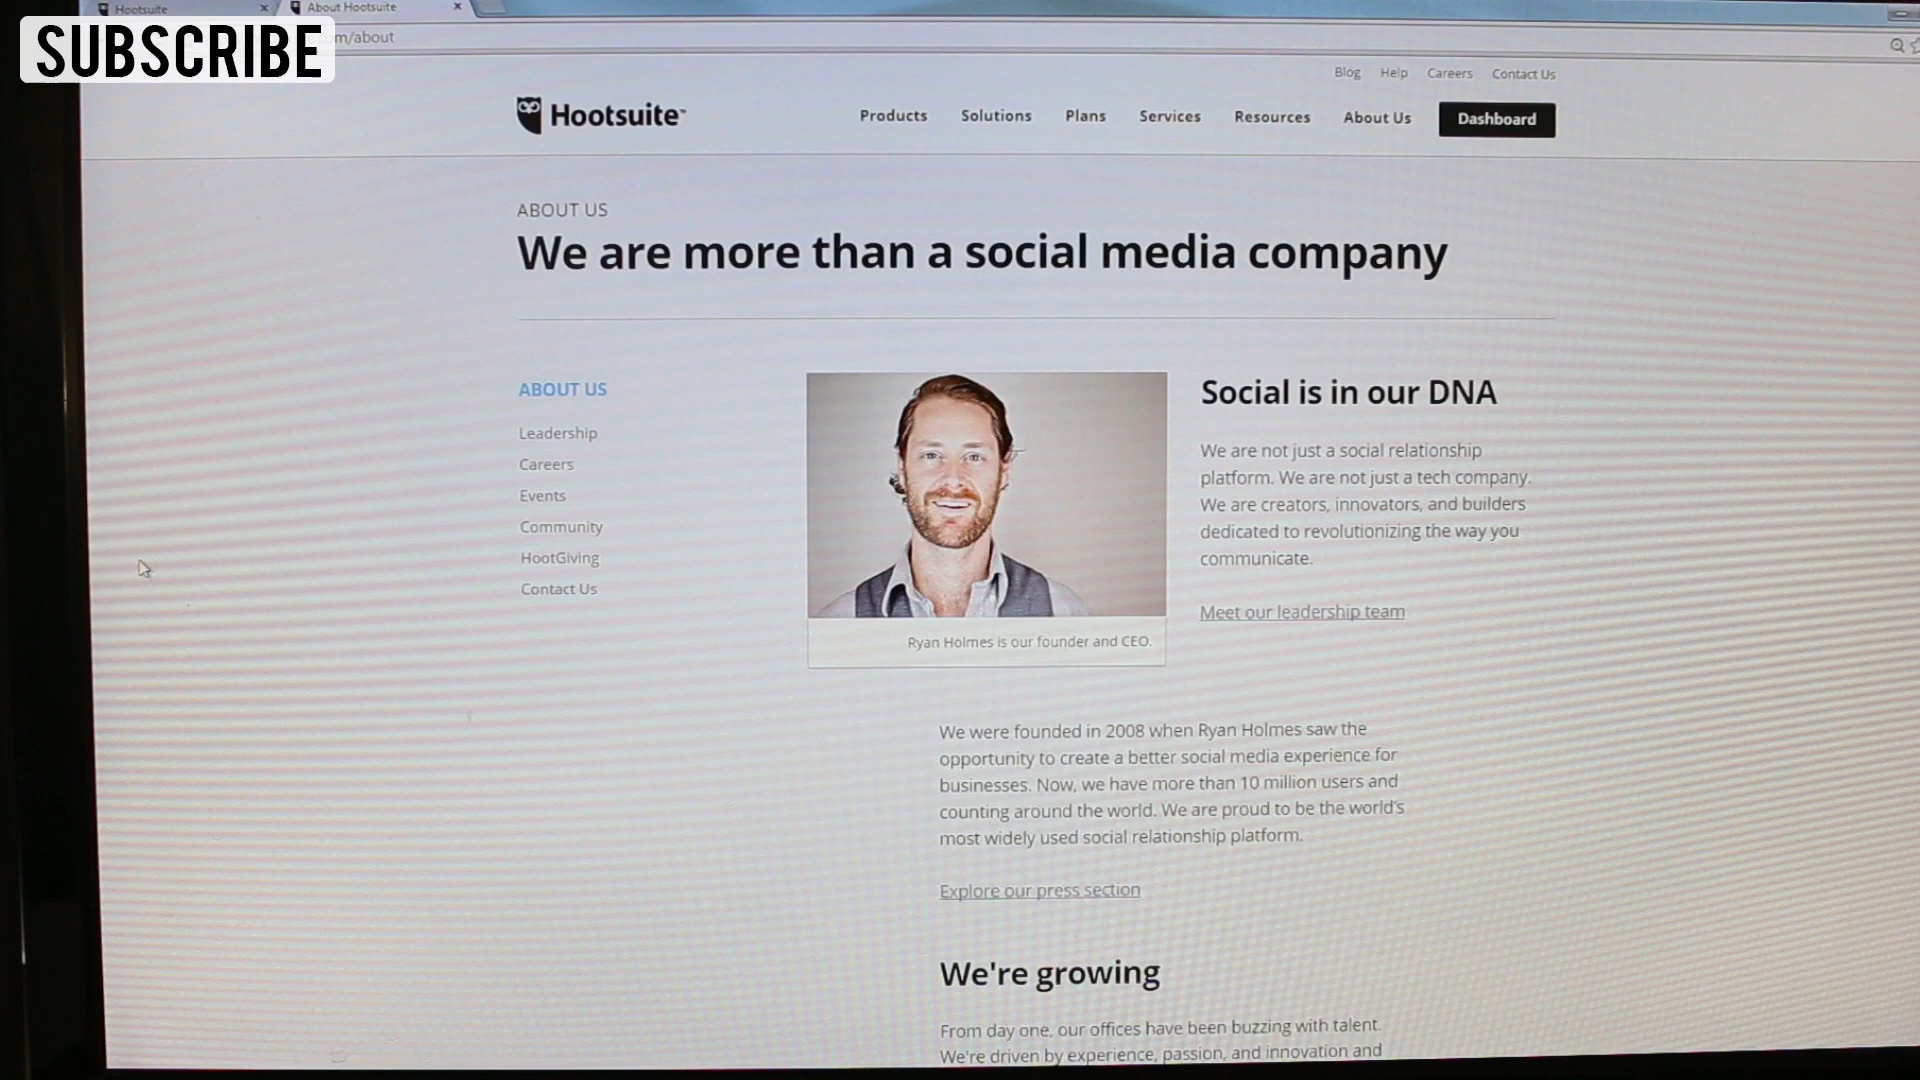 Hootsuite
About Hootsuite
SUBSCRIBE
m/about
Blog Help Careers Contact Us
Hootsuite™
Products Solutions Plans Services Resources About Us Dashboard
ABOUT US
We are more than a social media company
ABOUT US
Leadership
Careers
Events
Community
HootGiving
Contact Us
Ryan Holmes is our founder and CEO.
Social is in our DNA
We are not just a social relationship
platform. We are not just a tech company.
We are creators, innovators, and builders
dedicated to revolutionizing the way you
communicate.
Meet our leadership team
We were founded in 2008 when Ryan Holmes saw the
opportunity to create a better social media experience for
businesses. Now, we have more than 10 million users and
counting around the world. We are proud to be the world's
most widely used social relationship platform.
Explore our press section
We're growing
From day one, our offices have been buzzing with talent.
We're driven by experience, passion, and innovation and